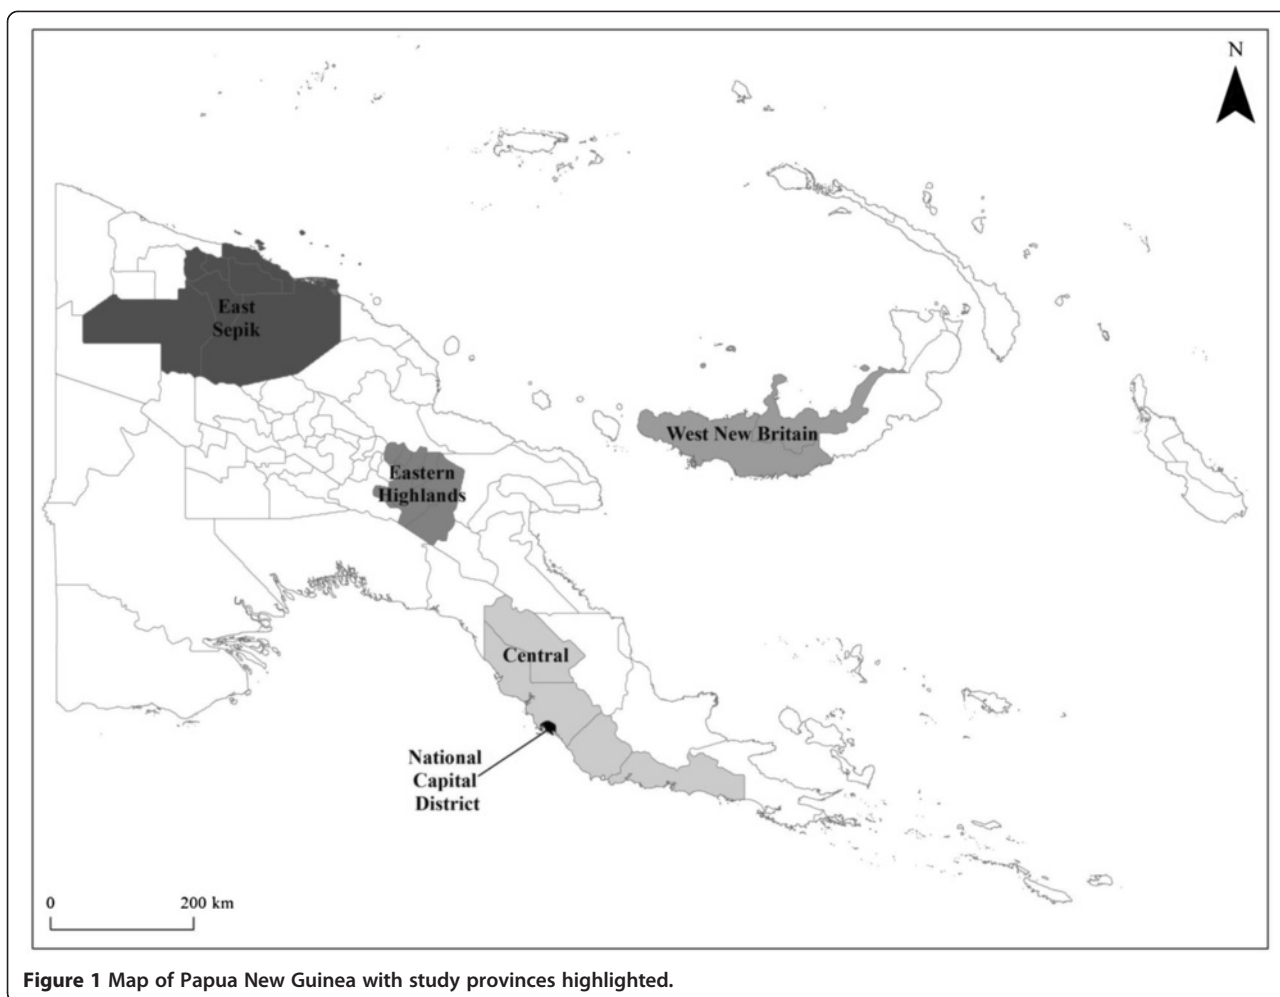 N
East
Sepik
West New Britain
Eastern
Highlands
Central
National
Capital
District
0 200 km
Figure 1 Map of Papua New Guinea with study provinces highlighted.